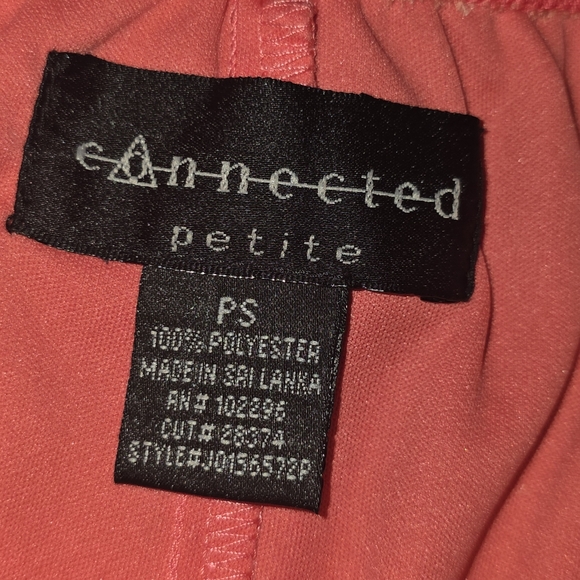 connected
petite
PS
100% POLYESTER
MADE IN SRI LANKA
RN# 102296
CUT# 28374
STYLE#J0156572P